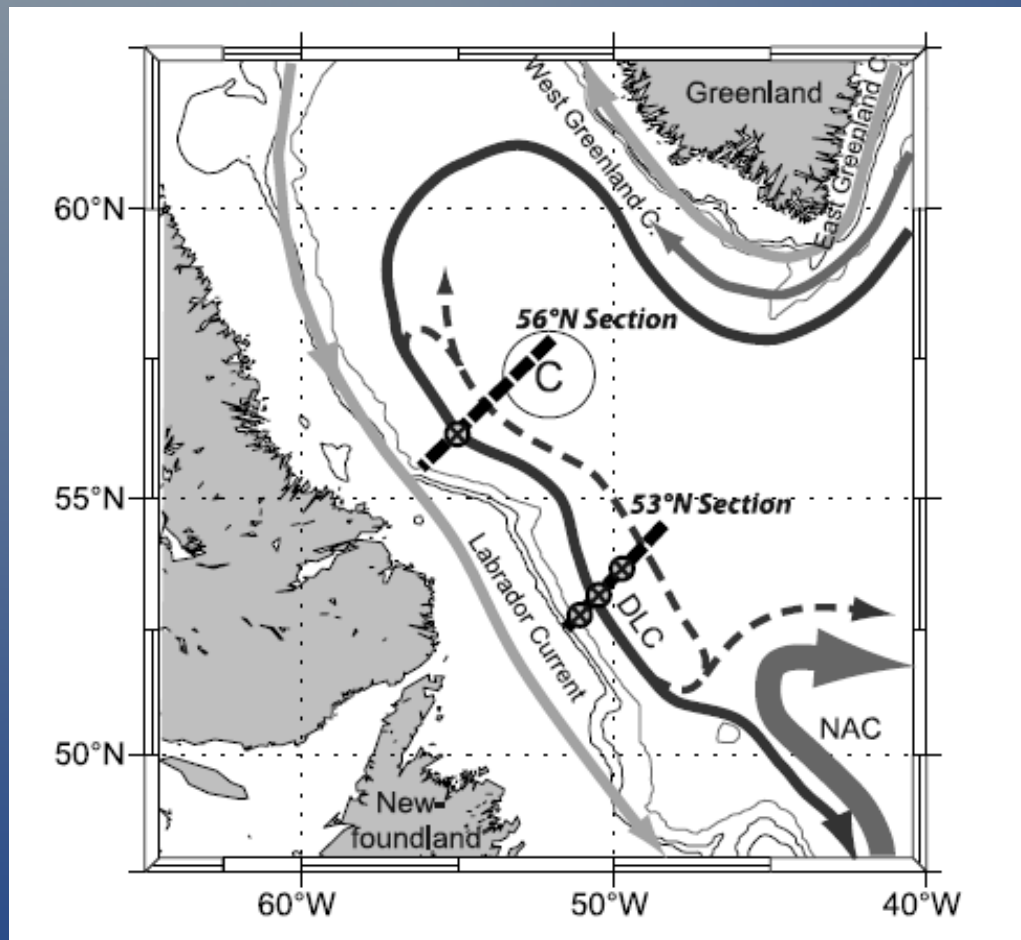 Greenland
West Greenland C.
East Greenland C.
60°N
56°N Section
C
55°N
53°N Section
Labrador Current
DLC
NAC
50°N
New-
foundland
60°W
50°W
40°W